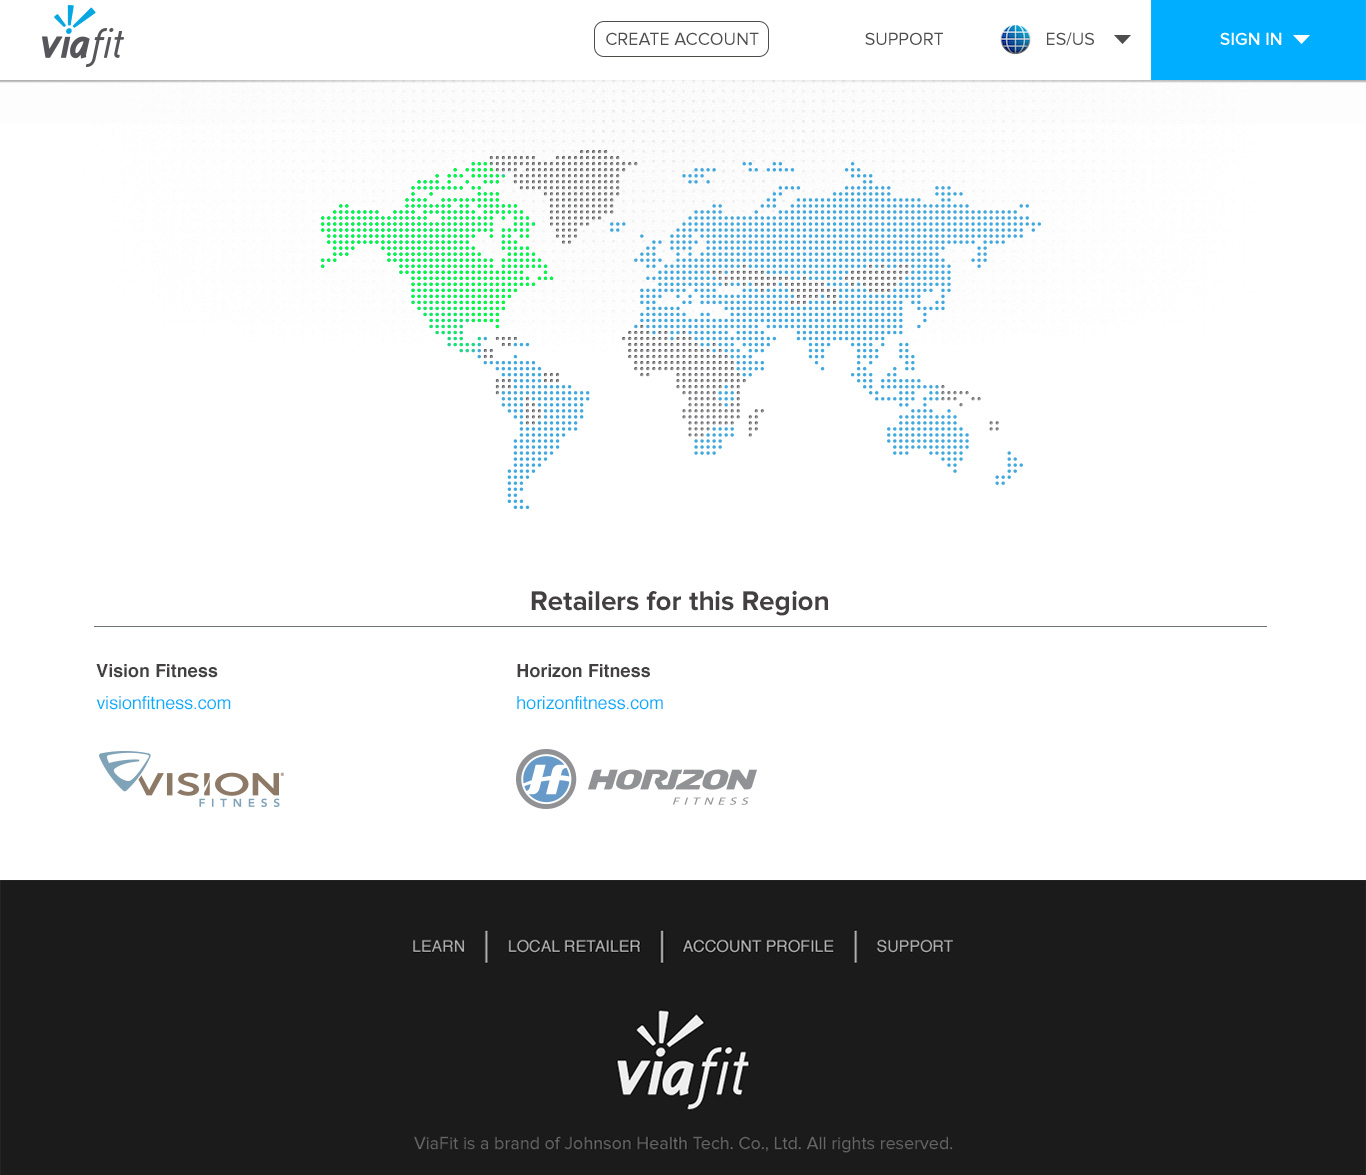 viafit
CREATE ACCOUNT
SUPPORT
ES/US
SIGN IN
Retailers for this Region
Vision Fitness
visionfitness.com
Horizon Fitness
horizonfitness.com
VISION
FITNESS
H
HORIZON
FITNESS
LEARN
LOCAL RETAILER
ACCOUNT PROFILE
SUPPORT
viafit
ViaFit is a brand of Johnson Health Tech. Co., Ltd. All rights reserved.